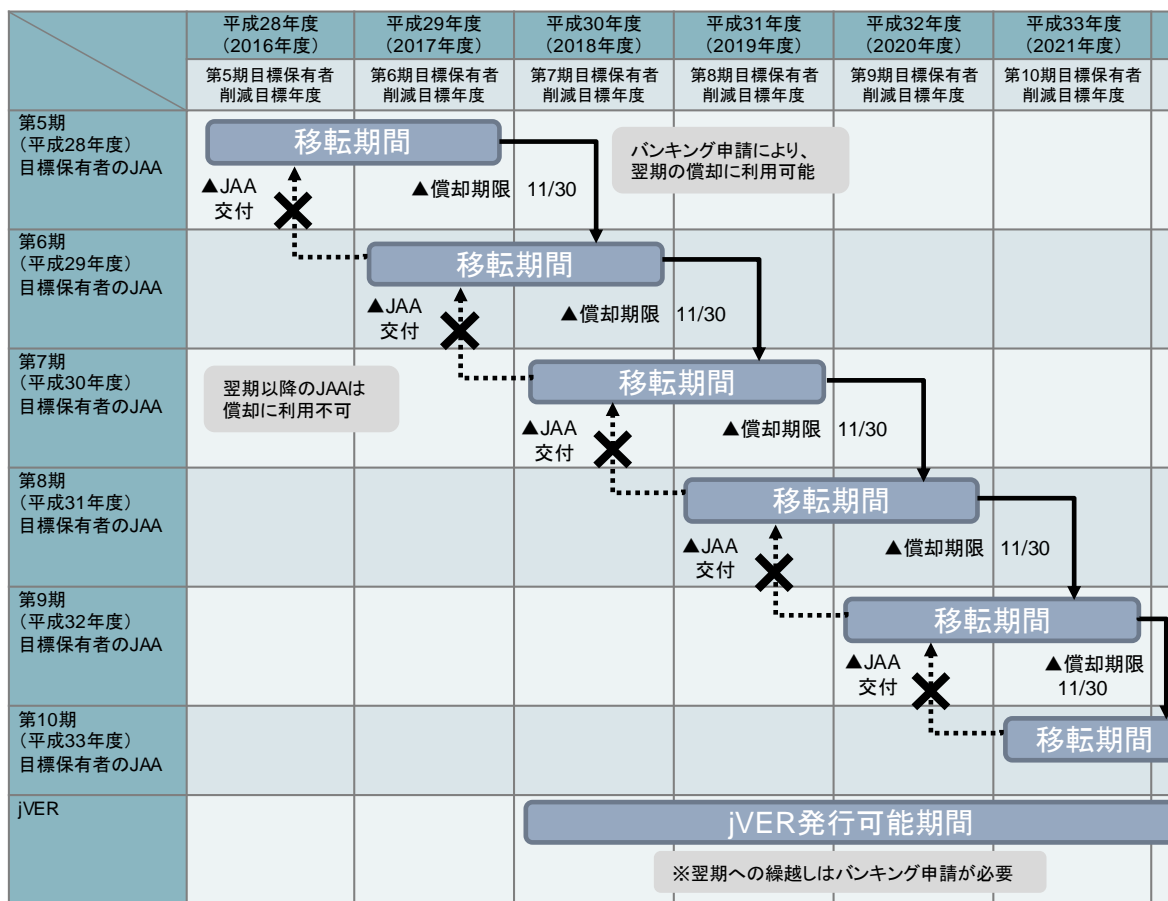 平成28年度
（2016年度）
平成29年度
（2017年度）
平成30年度
（2018年度）
平成31年度
（2019年度）
平成32年度
（2020年度）
平成33年度
（2021年度）
第5期目標保有者
削減目標年度
第6期目標保有者
削減目標年度
第7期目標保有者
削減目標年度
第8期目標保有者
削減目標年度
第9期目標保有者
削減目標年度
第10期目標保有者
削減目標年度
第5期
（平成28年度）
目標保有者のJAA
移転期間
▲JAA
交付
▲償却期限 11/30
バンキング申請により、
翌期の償却に利用可能
第6期
（平成29年度）
目標保有者のJAA
移転期間
▲JAA
交付
▲償却期限 11/30
第7期
（平成30年度）
目標保有者のJAA
翌期以降のJAAは
償却に利用不可
移転期間
▲JAA
交付
▲償却期限 11/30
第8期
（平成31年度）
目標保有者のJAA
移転期間
▲JAA
交付
▲償却期限 11/30
第9期
（平成32年度）
目標保有者のJAA
移転期間
▲JAA
交付
▲償却期限
11/30
第10期
（平成33年度）
目標保有者のJAA
移転期間
jVER
jVER発行可能期間
※翌期への繰越しはバンキング申請が必要